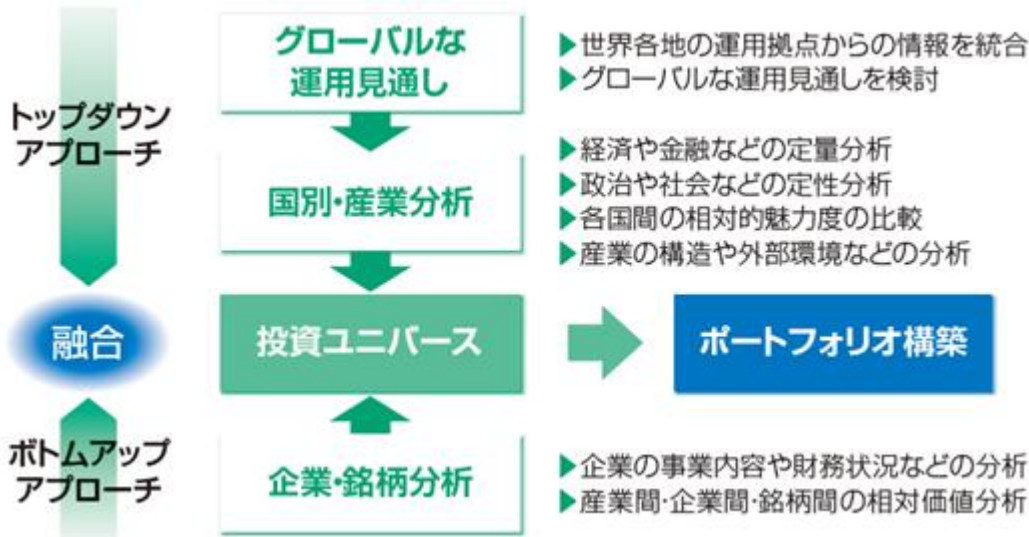 グローバルな
運用見通し
▶世界各地の運用拠点からの情報を統合
▶グローバルな運用見通しを検討
トップダウン
アプローチ
国別・産業分析
▶経済や金融などの定量分析
▶政治や社会などの定性分析
▶各国間の相対的魅力度の比較
▶産業の構造や外部環境などの分析
融合
投資ユニバース
ポートフォリオ構築
ボトムアップ
アプローチ
企業・銘柄分析
▶企業の事業内容や財務状況などの分析
▶産業間・企業間・銘柄間の相対価値分析